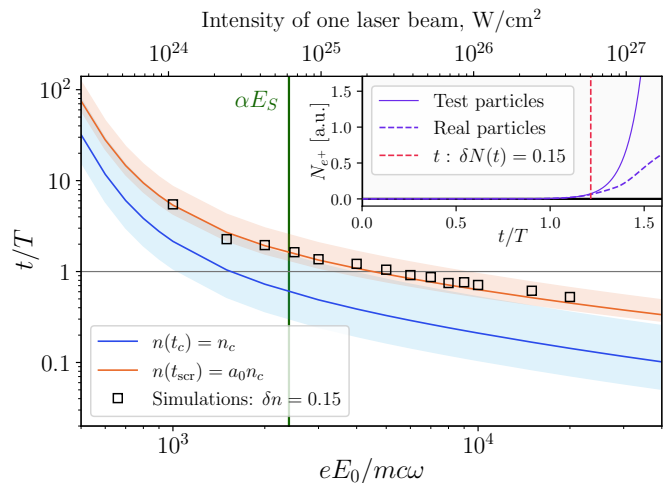 Intensity of one laser beam, W/cm²
10²⁴ 10²⁵ 10²⁶ 10²⁷
10² 10 1 0.1
t/T
αE_S
N_{e⁺} [a.u.]
1.5 1.0 0.5 0.0
Test particles
Real particles
t : δN(t) = 0.15
0.0 0.5 1.0 1.5
t/T
n(t_c) = n_c
n(t_scr) = a₀n_c
Simulations: δn = 0.15
10³ 10⁴
eE₀/mcω